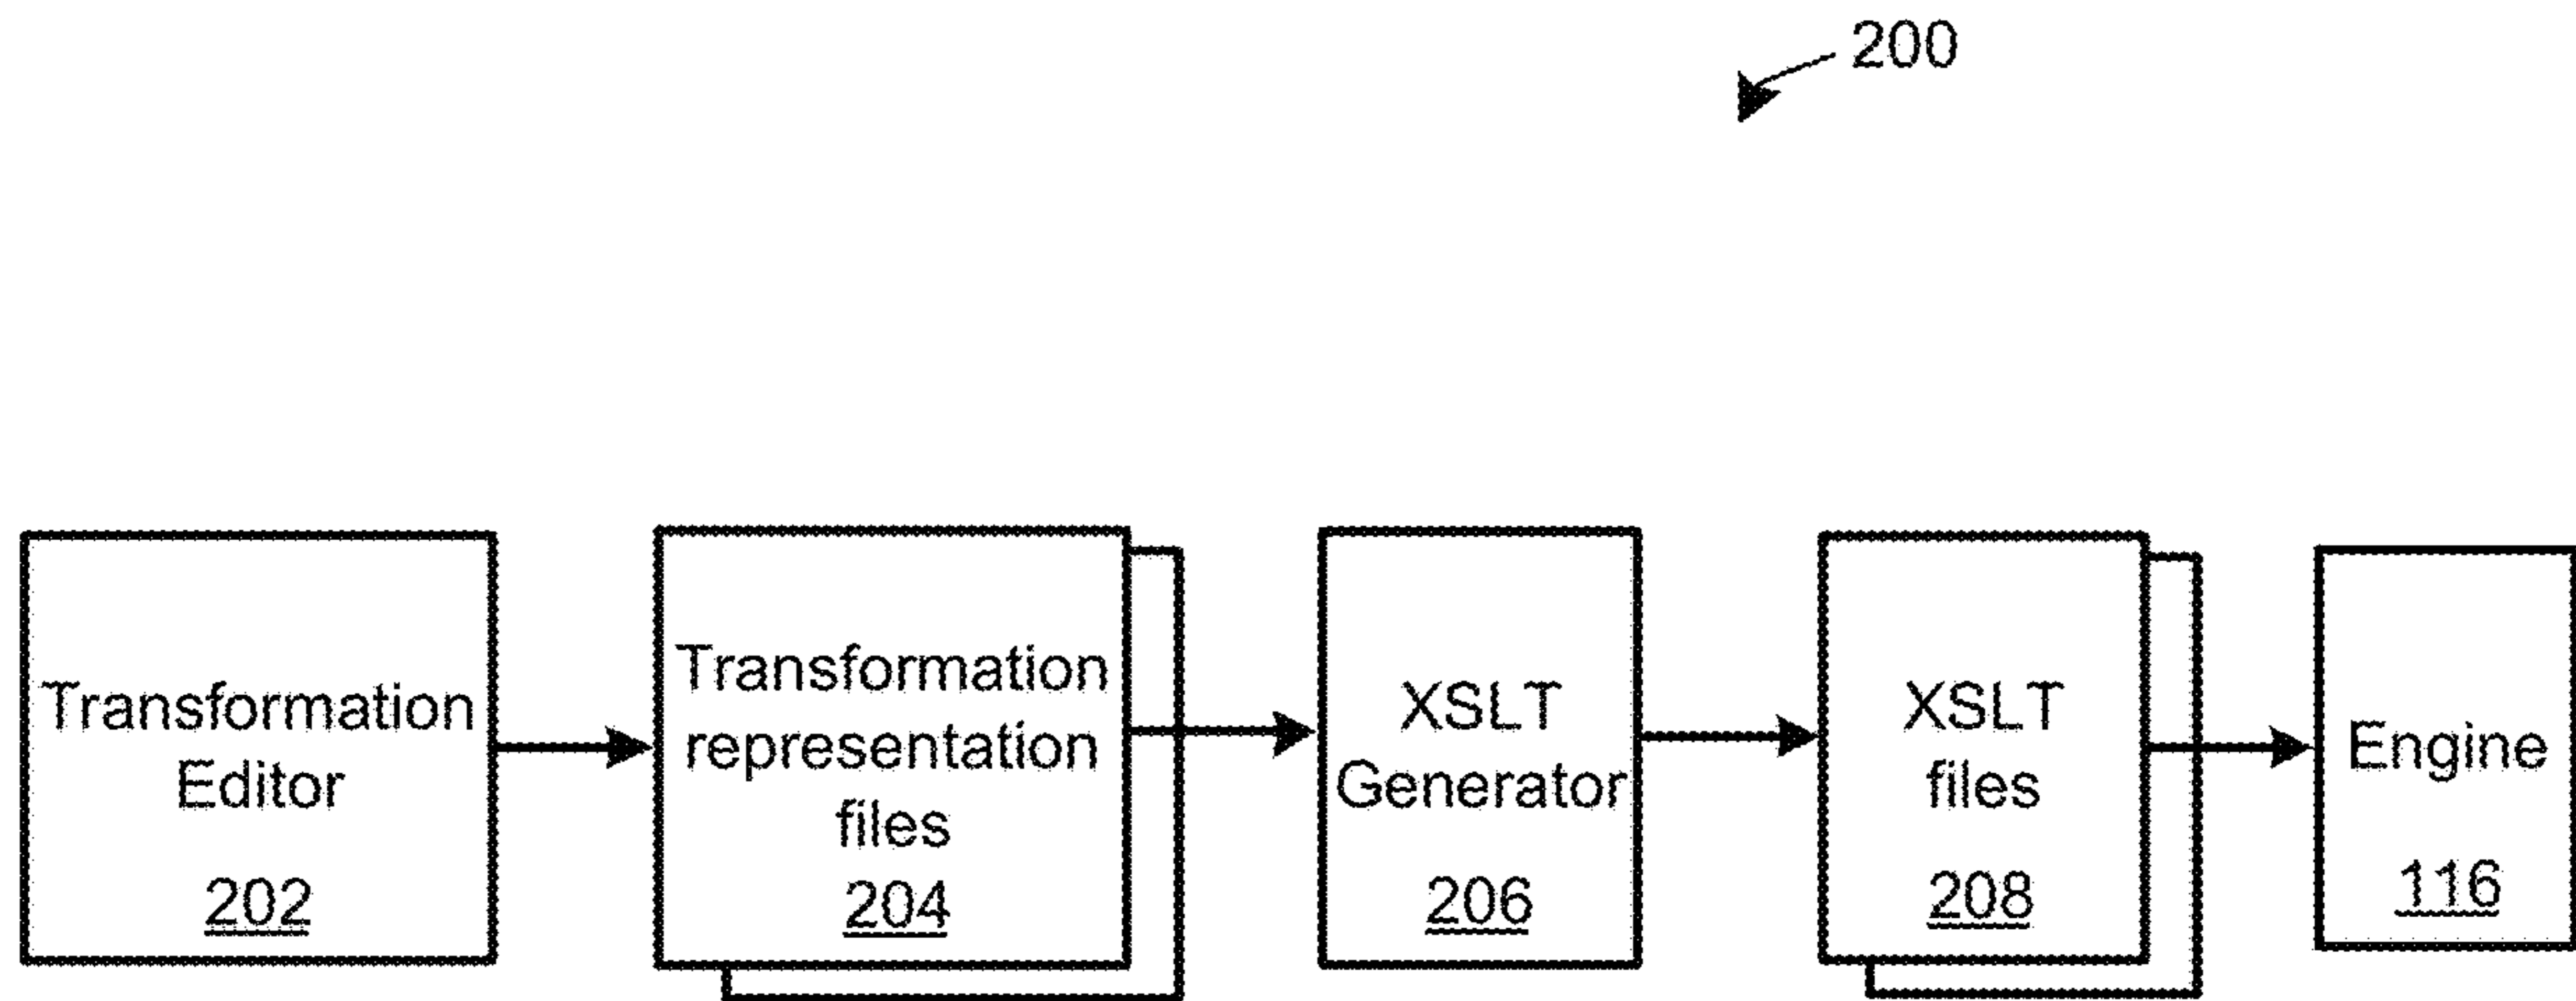 200
Transformation
Editor
202
Transformation
representation
files
204
XSLT
Generator
206
XSLT
files
208
Engine
116